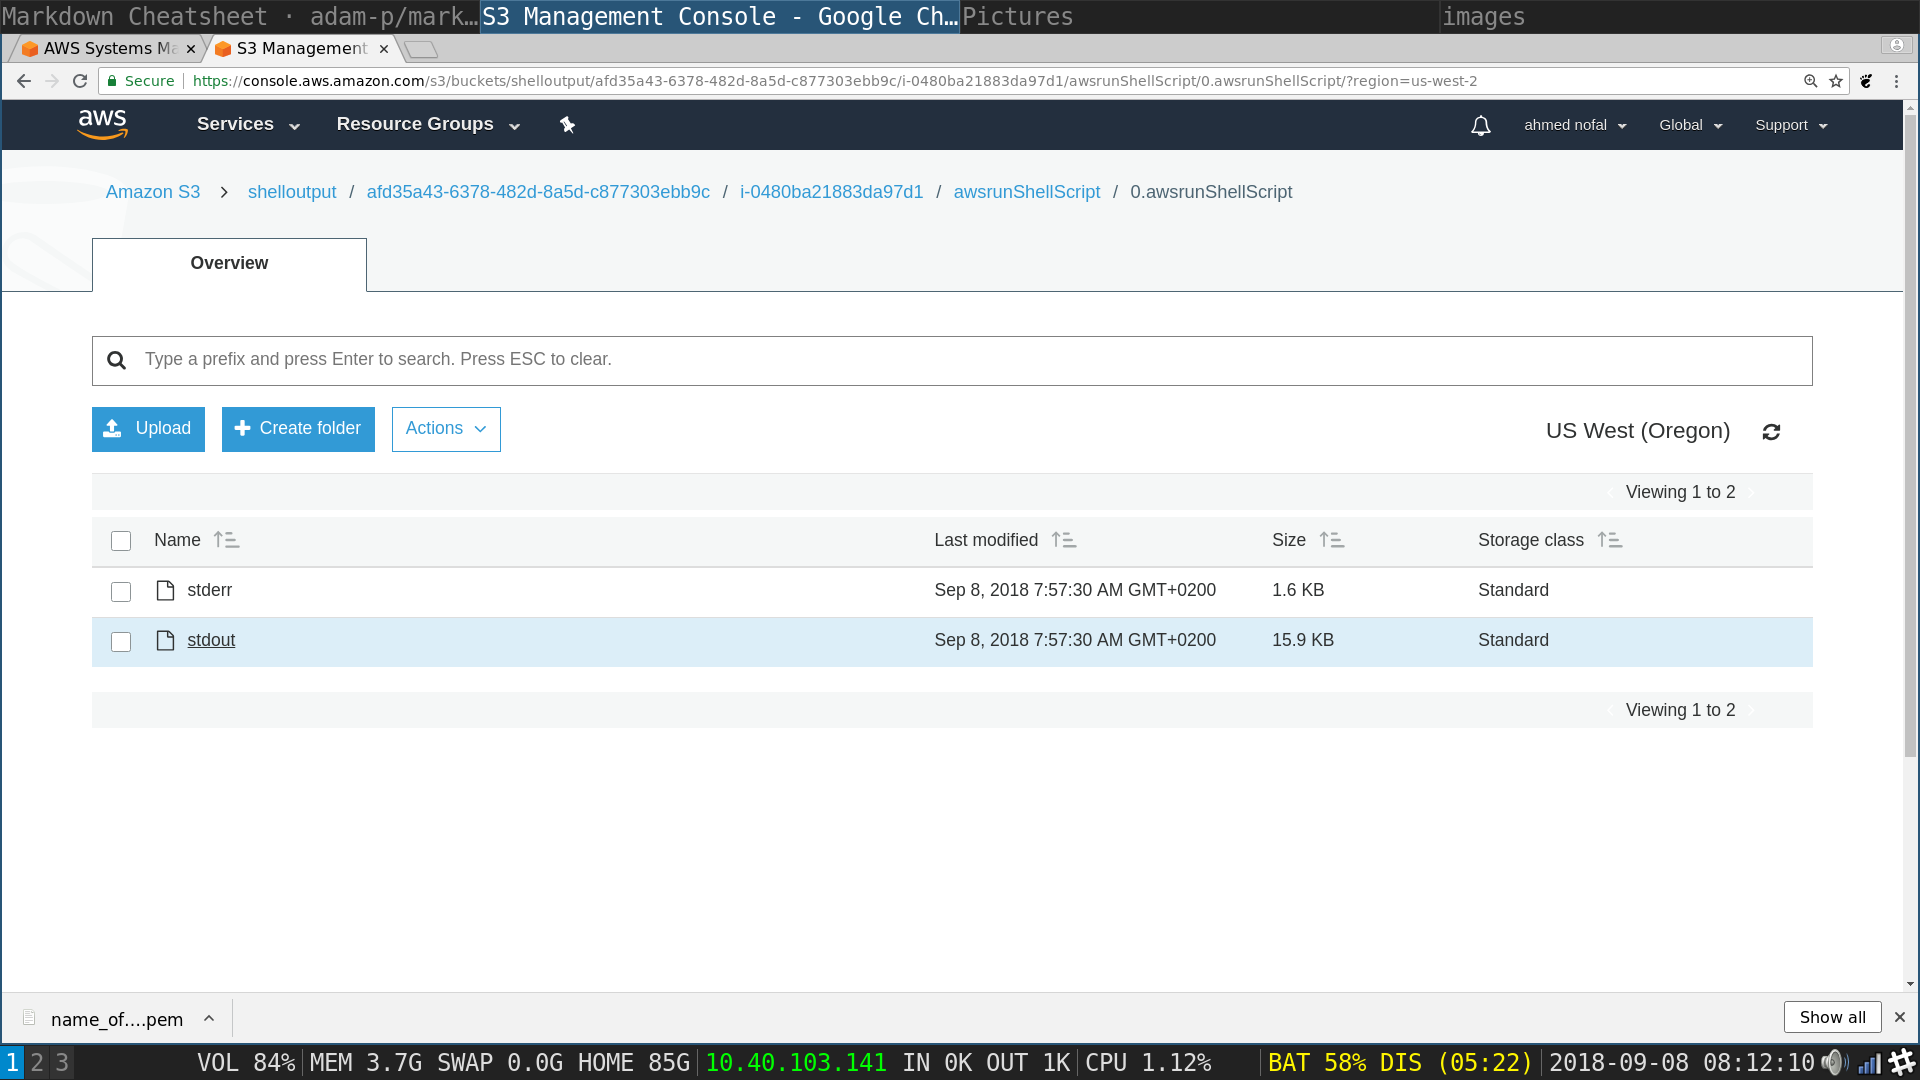 Markdown Cheatsheet · adam-p/mark… S3 Management Console - Google Ch… Pictures images
AWS Systems Ma S3 Management
Secure https://console.aws.amazon.com/s3/buckets/shelloutput/afd35a43-6378-482d-8a5d-c877303ebb9c/i-0480ba21883da97d1/awsrunShellScript/0.awsrunShellScript/?region=us-west-2
aws Services Resource Groups ahmed nofal Global Support
Amazon S3 > shelloutput / afd35a43-6378-482d-8a5d-c877303ebb9c / i-0480ba21883da97d1 / awsrunShellScript / 0.awsrunShellScript
Overview
Type a prefix and press Enter to search. Press ESC to clear.
Upload Create folder Actions US West (Oregon)
Viewing 1 to 2
Name Last modified Size Storage class
stderr Sep 8, 2018 7:57:30 AM GMT+0200 1.6 KB Standard
stdout Sep 8, 2018 7:57:30 AM GMT+0200 15.9 KB Standard
Viewing 1 to 2
name_of....pem Show all
1 2 3 VOL 84% MEM 3.7G SWAP 0.0G HOME 85G 10.40.103.141 IN 0K OUT 1K CPU 1.12% BAT 58% DIS (05:22) 2018-09-08 08:12:10